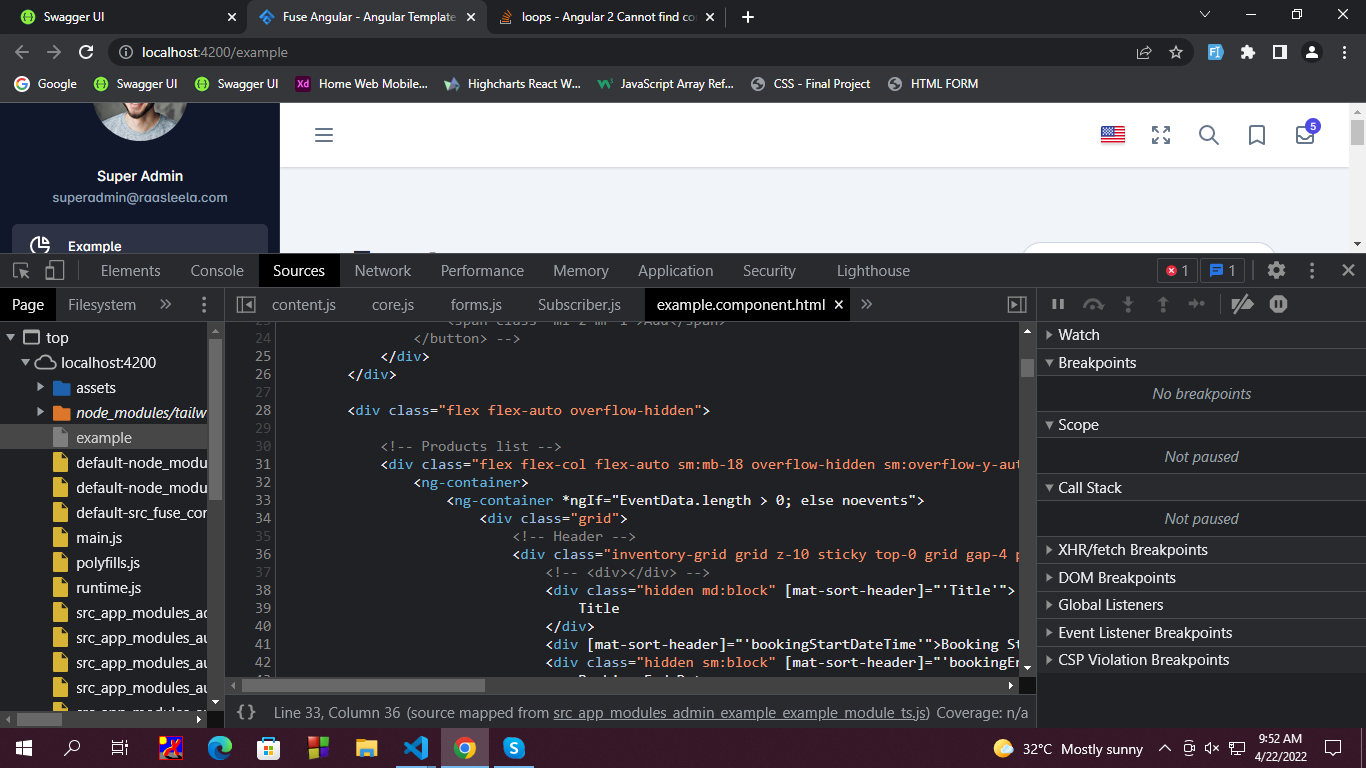 Swagger UI
Fuse Angular - Angular Template
loops - Angular 2 Cannot find co
localhost:4200/example
Google
Swagger UI
Swagger UI
Xd
Home Web Mobile...
Highcharts React W...
JavaScript Array Ref...
CSS - Final Project
HTML FORM
5
Super Admin
superadmin@raasleela.com
Example
Elements
Console
Sources
Network
Performance
Memory
Application
Security
Lighthouse
1
1
Page
Filesystem
content.js
core.js
forms.js
Subscriber.js
example.component.html
top
localhost:4200
assets
node_modules/tailw
example
default-node_modu
default-node_modu
default-src_fuse_cor
main.js
polyfills.js
runtime.js
src_app_modules_ad
src_app_modules_au
src_app_modules_au
src_app_modules_au
24 </button> -->
25 </div>
26 </div>
27
28 <div class="flex flex-auto overflow-hidden">
29
30 <!-- Products list -->
31 <div class="flex flex-col flex-auto sm:mb-18 overflow-hidden sm:overflow-y-aut
32 <ng-container>
33 <ng-container *ngIf="EventData.length > 0; else noevents">
34 <div class="grid">
35 <!-- Header -->
36 <div class="inventory-grid grid z-10 sticky top-0 grid gap-4 p
37 <!-- <div></div> -->
38 <div class="hidden md:block" [mat-sort-header]="'Title'">
39 Title
40 </div>
41 <div [mat-sort-header]="'bookingStartDateTime'">Booking St
42 <div class="hidden sm:block" [mat-sort-header]="'bookingEn
{}
Line 33, Column 36 (source mapped from src_app_modules_admin_example_example_module_ts.js) Coverage: n/a
Watch
Breakpoints
No breakpoints
Scope
Not paused
Call Stack
Not paused
XHR/fetch Breakpoints
DOM Breakpoints
Global Listeners
Event Listener Breakpoints
CSP Violation Breakpoints
32°C Mostly sunny
9:52 AM
4/22/2022